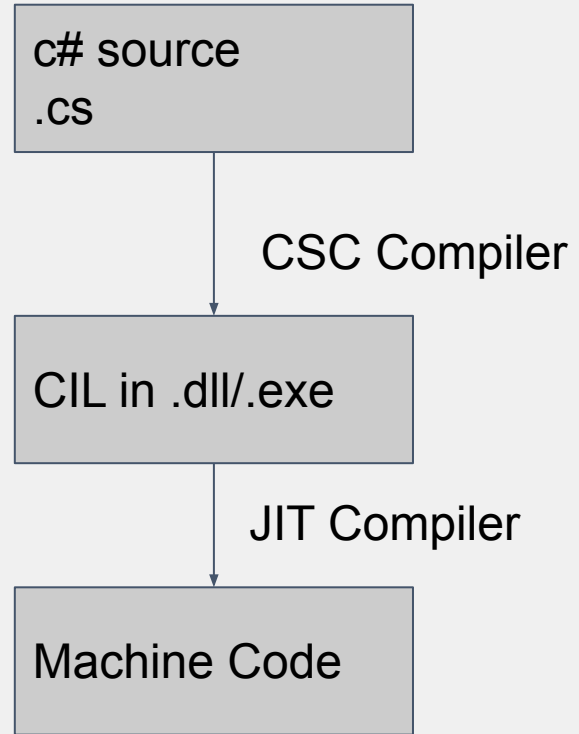 c# source
.cs
CSC Compiler
CIL in .dll/.exe
JIT Compiler
Machine Code